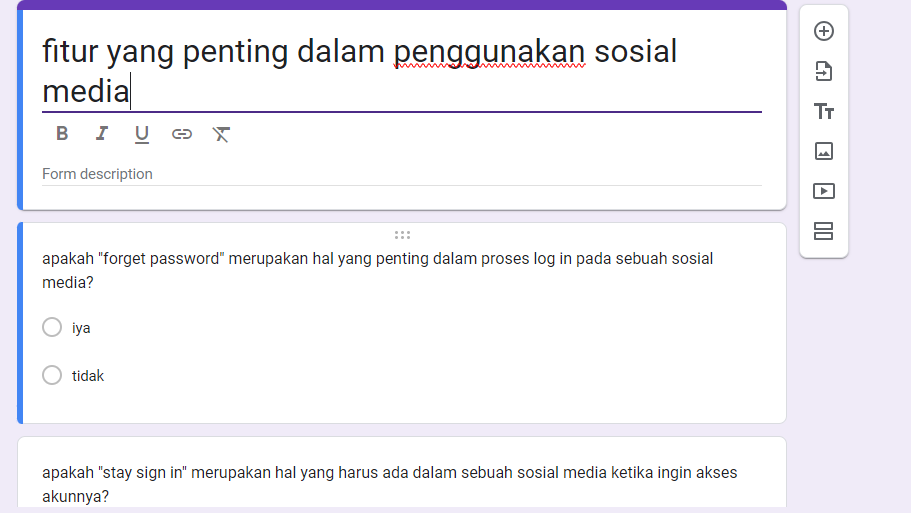 fitur yang penting dalam penggunakan sosial
media
B I U
Form description
apakah "forget password" merupakan hal yang penting dalam proses log in pada sebuah sosial
media?
iya
tidak
apakah "stay sign in" merupakan hal yang harus ada dalam sebuah sosial media ketika ingin akses
akunnya?
Tт